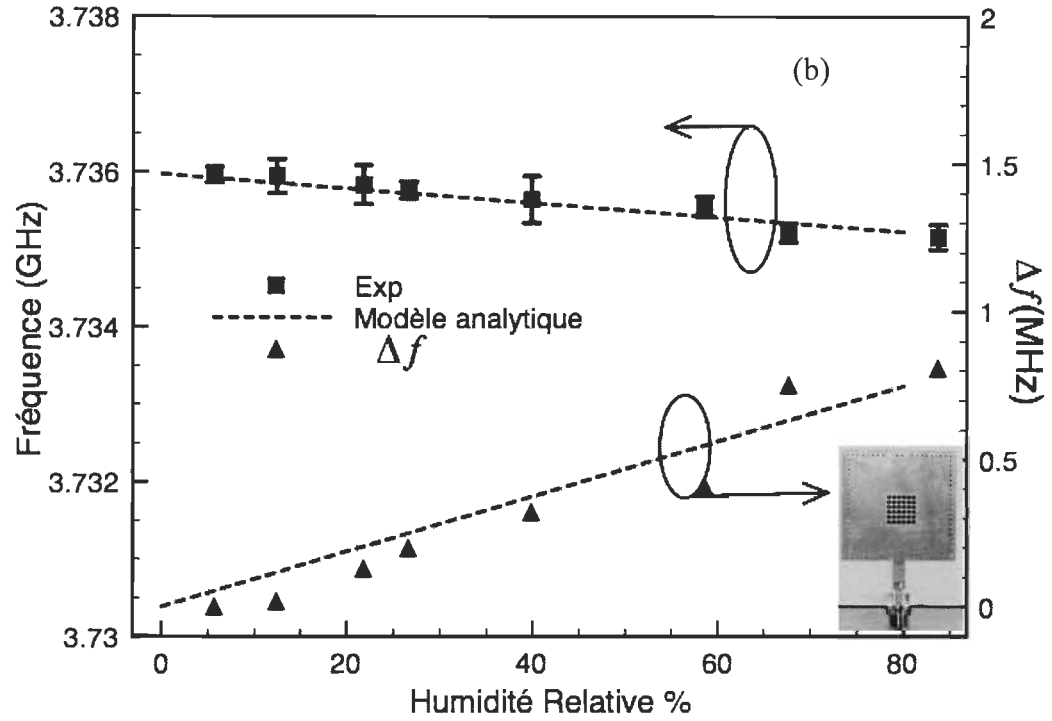 3.738
3.736
3.734
3.732
3.73
Fréquence (GHz)
(b)
Exp
Modèle analytique
Δf
2
1.5
1
0.5
0
Δf(MHz)
0
20
40
60
80
Humidité Relative %